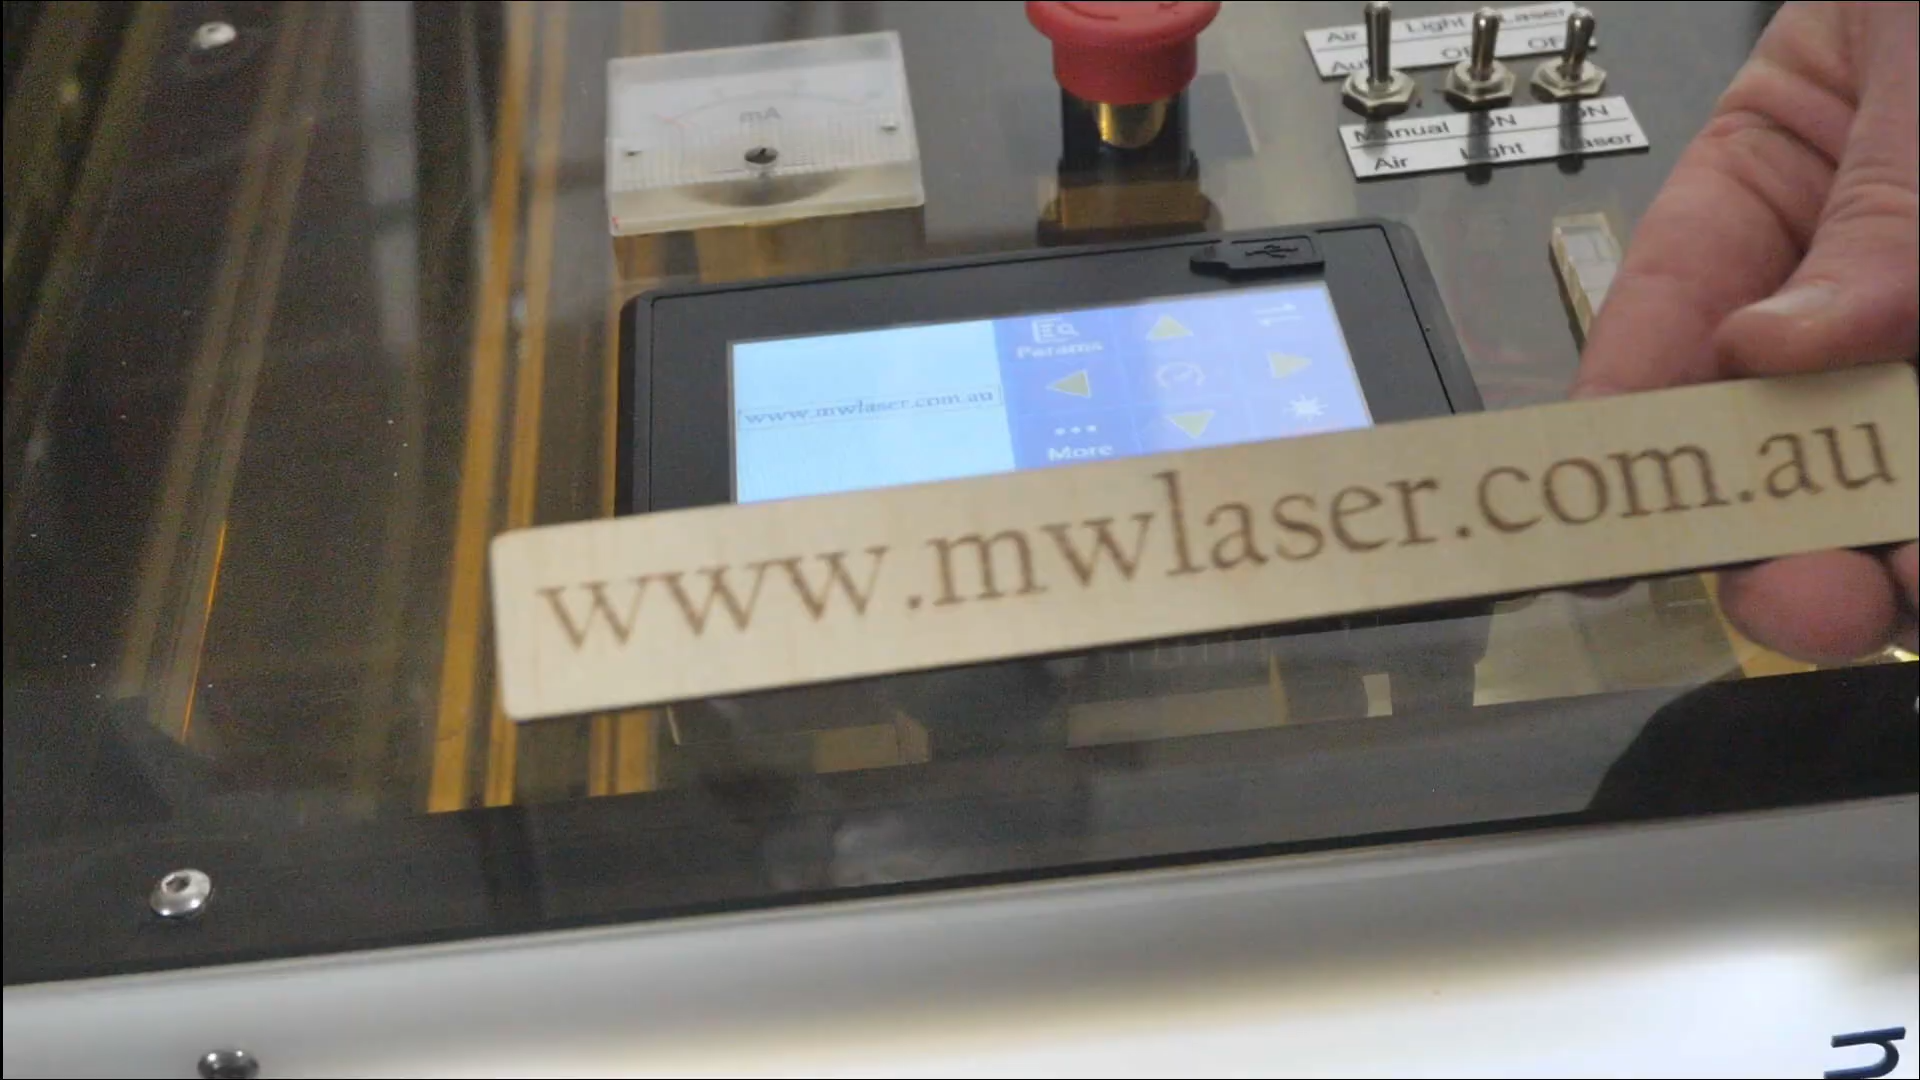 Air Light Laser
Auto OFF OFF
mA
Manual ON ON
Air Light Laser
Params
www.mwlaser.com.au
More
www.mwlaser.com.au